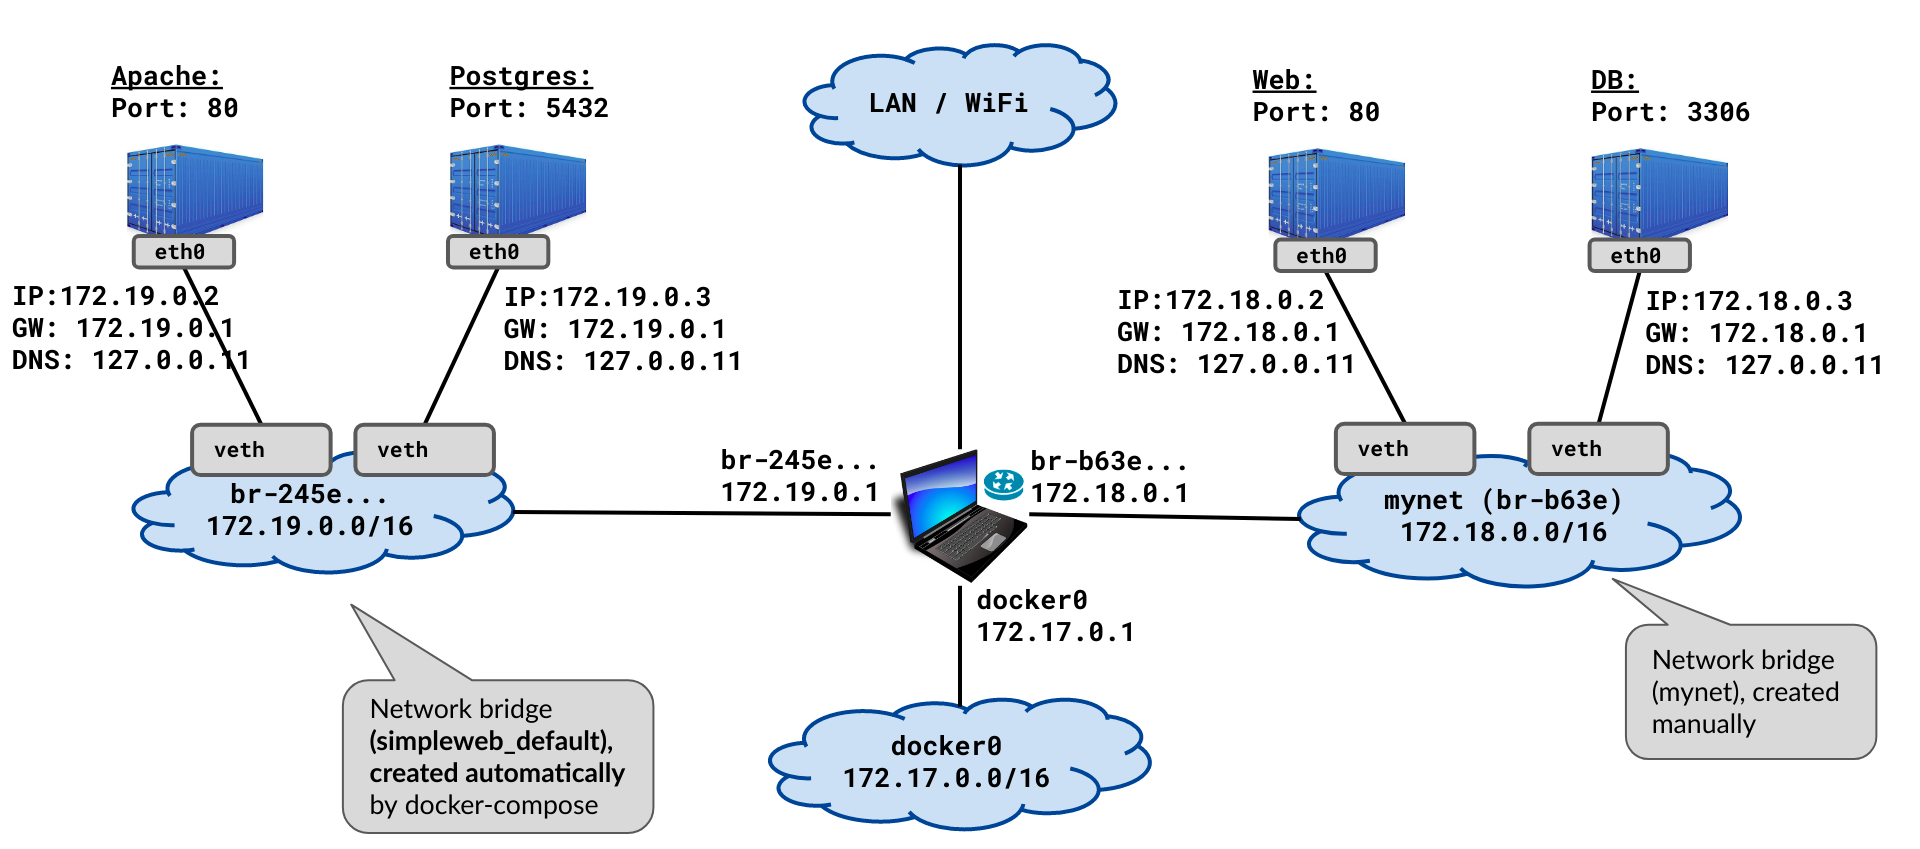 Apache:
Port: 80
Postgres:
Port: 5432
LAN / WiFi
Web:
Port: 80
DB:
Port: 3306
eth0
eth0
eth0
eth0
IP:172.19.0.2
GW: 172.19.0.1
DNS: 127.0.0.11
IP:172.19.0.3
GW: 172.19.0.1
DNS: 127.0.0.11
IP:172.18.0.2
GW: 172.18.0.1
DNS: 127.0.0.11
IP:172.18.0.3
GW: 172.18.0.1
DNS: 127.0.0.11
veth
veth
veth
veth
br-245e...
172.19.0.0/16
br-245e...
172.19.0.1
br-b63e...
172.18.0.1
mynet (br-b63e)
172.18.0.0/16
docker0
172.17.0.1
docker0
172.17.0.0/16
Network bridge
(simpleweb_default),
created automatically
by docker-compose
Network bridge
(mynet), created
manually